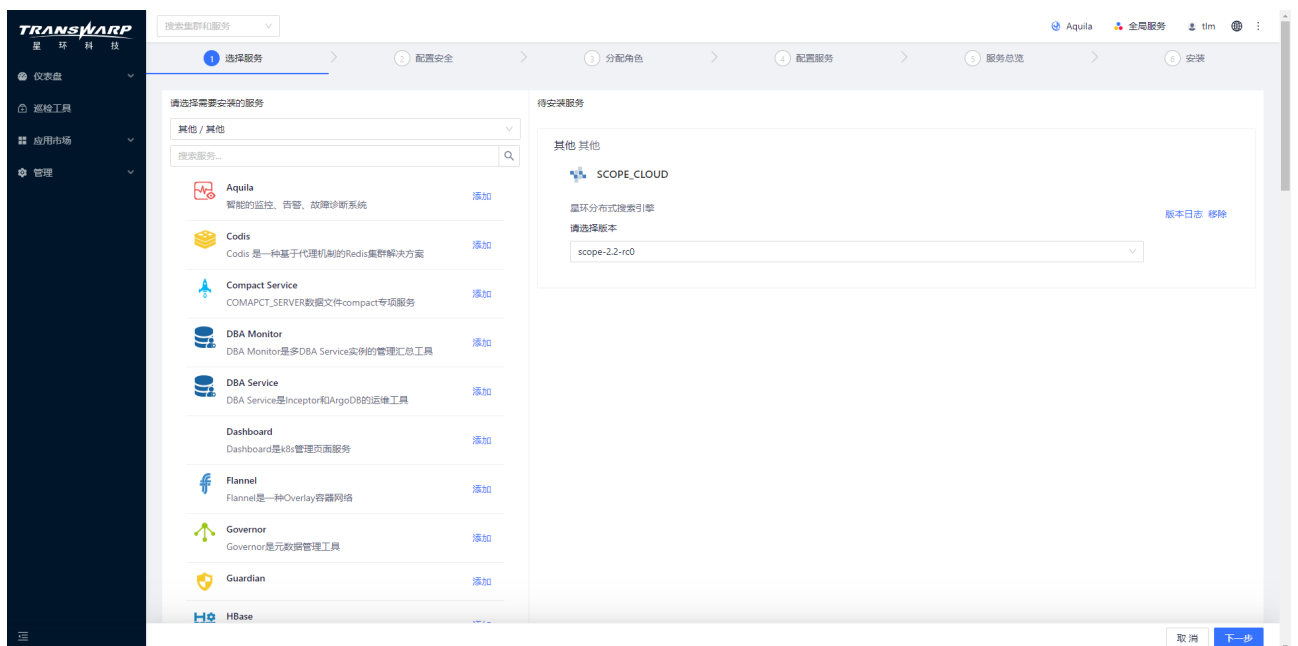 TRANSWARP
星 环 科 技
搜索集群和服务
Aquila
全局服务
tlm
仪表盘
巡检工具
应用市场
管理
1 选择服务
2 配置安全
3 分配角色
4 配置服务
5 服务总览
6 安装
请选择需要安装的服务
其他 / 其他
搜索服务...
Aquila
智能的监控、告警、故障诊断系统
添加
Codis
Codis 是一种基于代理机制的Redis集群解决方案
添加
Compact Service
COMAPCT_SERVER数据文件compact专项服务
添加
DBA Monitor
DBA Monitor是多DBA Service实例的管理汇总工具
添加
DBA Service
DBA Service是Inceptor和ArgoDB的运维工具
添加
Dashboard
Dashboard是k8s管理页面服务
添加
Flannel
Flannel是一种Overlay容器网络
添加
Governor
Governor是元数据管理工具
添加
Guardian
添加
HBase
待安装服务
其他 其他
SCOPE_CLOUD
星环分布式搜索引擎
请选择版本
scope-2.2-rc0
版本日志 移除
取 消
下一步